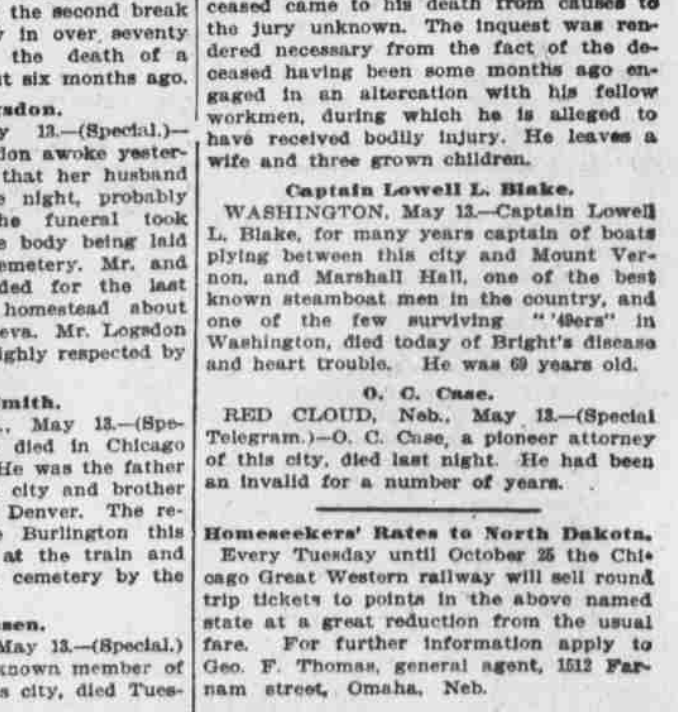 the second break
in over seventy
the death of a
six months ago.
13.—(Special.)—
awoke yester-
that her husband
night, probably
funeral took
body being laid
Mr. and
for the last
homestead about
Mr. Logsdon
respected by
May 13.—(Spe-
died in Chicago
He was the father
city and brother
Denver. The re-
Burlington this
at the train and
cemetery by the
May 13.—(Special.)
known member of
city, died Tues-
ceased came to his death from causes to
the jury unknown. The inquest was ren-
dered necessary from the fact of the de-
ceased having been some months ago en-
gaged in an altercation with his fellow
workmen, during which he is alleged to
have received bodily injury. He leaves a
wife and three grown children.
Captain Lowell L. Blake.
WASHINGTON, May 13.—Captain Lowell
L. Blake, for many years captain of boats
plying between this city and Mount Ver-
non, and Marshall Hall, one of the best
known steamboat men in the country, and
one of the few surviving "'49ers" in
Washington, died today of Bright's disease
and heart trouble. He was 69 years old.
O. C. Case.
RED CLOUD, Neb., May 13.—(Special
Telegram.)—O. C. Case, a pioneer attorney
of this city, died last night. He had been
an invalid for a number of years.
Homeseekers' Rates to North Dakota.
Every Tuesday until October 25 the Chi-
cago Great Western railway will sell round
trip tickets to points in the above named
state at a great reduction from the usual
fare. For further information apply to
Geo. F. Thomas, general agent, 1512 Far-
nam street, Omaha, Neb.